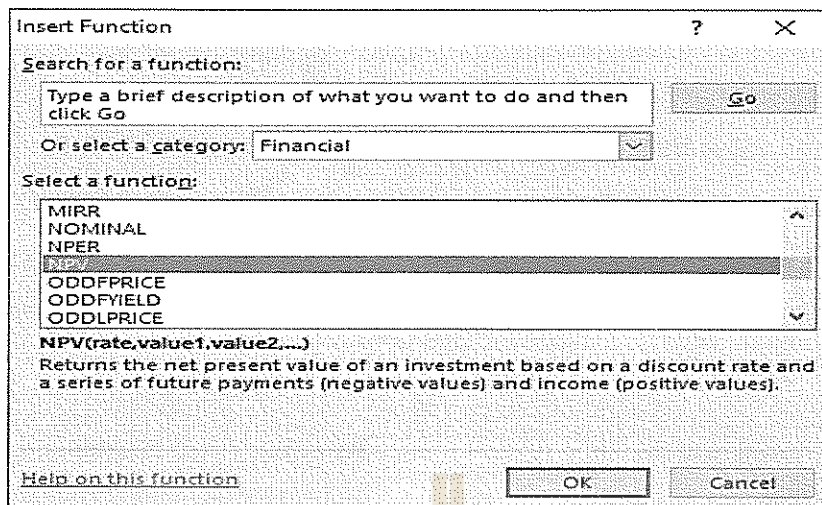 Insert Function ? ×
Search for a function:
Type a brief description of what you want to do and then
click Go
Go
Or select a category: Financial
Select a function:
MIRR
NOMINAL
NPER
NPV
ODDFPRICE
ODDFYIELD
ODDLPRICE
NPV(rate,value1,value2,...)
Returns the net present value of an investment based on a discount rate and
a series of future payments (negative values) and income (positive values).
Help on this function
OK
Cancel